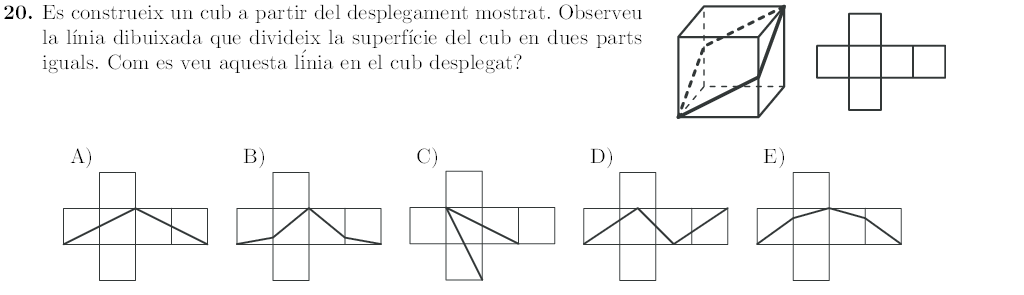 20. Es construeix un cub a partir del desplegament mostrat. Observeu
la línia dibuixada que divideix la superfície del cub en dues parts
iguals. Com es veu aquesta línia en el cub desplegat?
A) B) C) D) E)